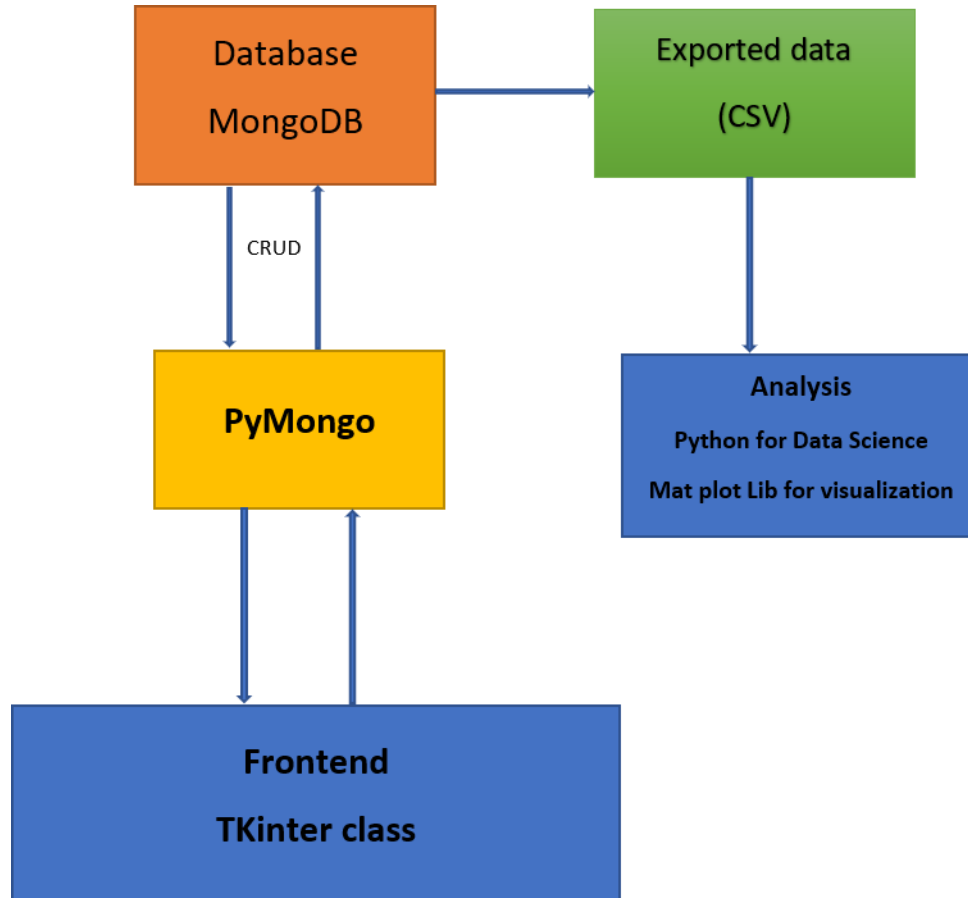 Database
MongoDB
Exported data
(CSV)
CRUD
PyMongo
Analysis
Python for Data Science
Mat plot Lib for visualization
Frontend
TKinter class